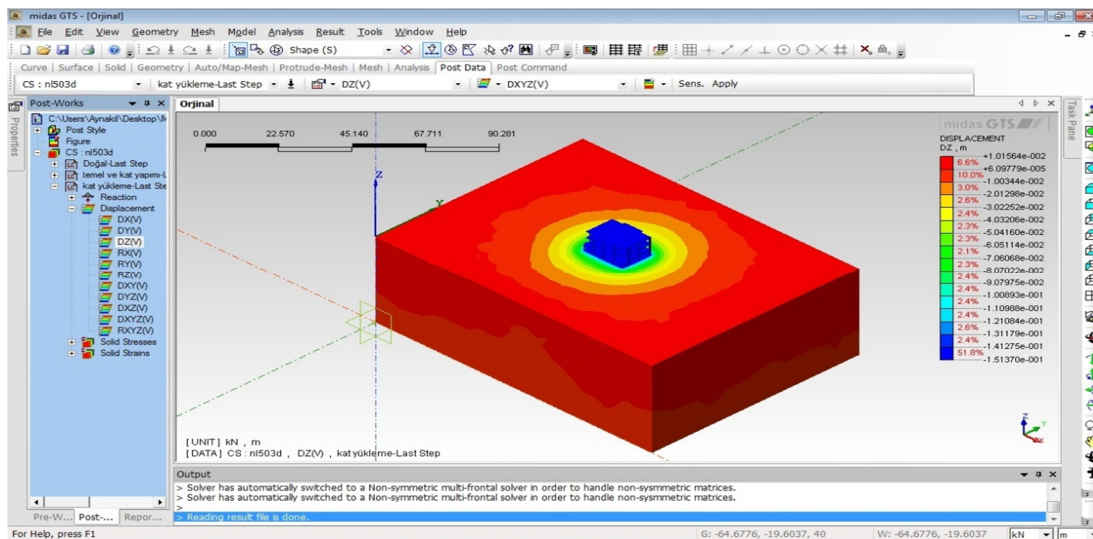 midas GTS - [Orjinal]
File Edit View Geometry Mesh Model Analysis Result Tools Window Help
Shape (S)
Curve | Surface | Solid | Geometry | Auto/Map-Mesh | Protrude-Mesh | Mesh | Analysis | Post Data | Post Command
CS : nl503d kat yükleme-Last Step DZ(V) DXYZ(V) Sens. Apply
Properties
Post-Works
C:\Users\Aynakil\Desktop\M
Post Style
Figure
CS : nl503d
Doğal-Last Step
temel ve kat yapımı-L
kat yükleme-Last Ste
Reaction
Displacement
DX(V)
DY(V)
DZ(V)
RX(V)
RY(V)
RZ(V)
DXY(V)
DYZ(V)
DXZ(V)
DXYZ(V)
RXYZ(V)
Solid Stresses
Solid Strains
Pre-W... Post-... Repor...
Orjinal
Task Pane
0.000 22.570 45.140 67.711 90.281
Z
Y
midas GTS
DISPLACEMENT
DZ , m
+1.01564e-002
6.6%
+6.09779e-005
10.0%
-1.00344e-002
3.0%
-2.01298e-002
2.6%
-3.02252e-002
2.4%
-4.03206e-002
2.3%
-5.04160e-002
2.3%
-6.05114e-002
2.1%
-7.06068e-002
2.3%
-8.07022e-002
2.4%
-9.07975e-002
2.4%
-1.00893e-001
2.4%
-1.10988e-001
2.4%
-1.21084e-001
2.6%
-1.31179e-001
2.4%
-1.41275e-001
51.8%
-1.51370e-001
Z
Y
X
[UNIT] kN , m
[DATA] CS : nl503d , DZ(V) , kat yükleme-Last Step
Output
> Solver has automatically switched to a Non-symmetric multi-frontal solver in order to handle non-sysmmetric matrices.
> Solver has automatically switched to a Non-symmetric multi-frontal solver in order to handle non-sysmmetric matrices.
>
> Reading result file is done.
For Help, press F1
G: -64.6776, -19.6037, 40 W: -64.6776, -19.6037 kN m